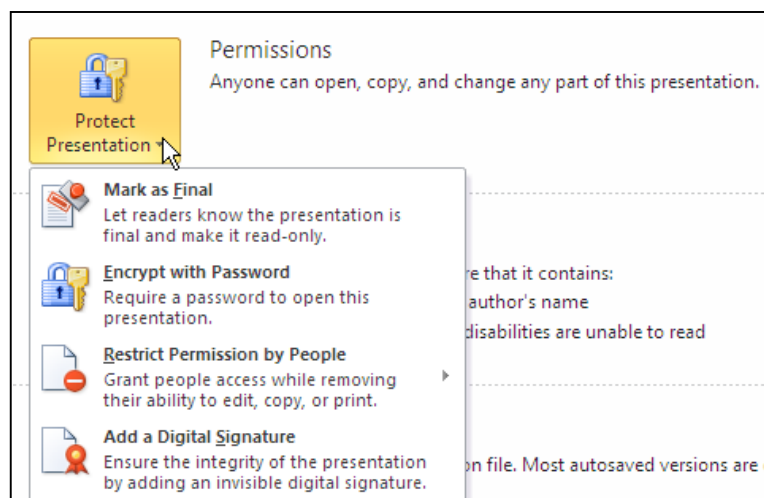 Permissions
Anyone can open, copy, and change any part of this presentation.
Protect
Presentation
Mark as Final
Let readers know the presentation is
final and make it read-only.
Encrypt with Password
Require a password to open this
presentation.
Restrict Permission by People
Grant people access while removing
their ability to edit, copy, or print.
Add a Digital Signature
Ensure the integrity of the presentation
by adding an invisible digital signature.
re that it contains:
author's name
disabilities are unable to read
on file. Most autosaved versions are